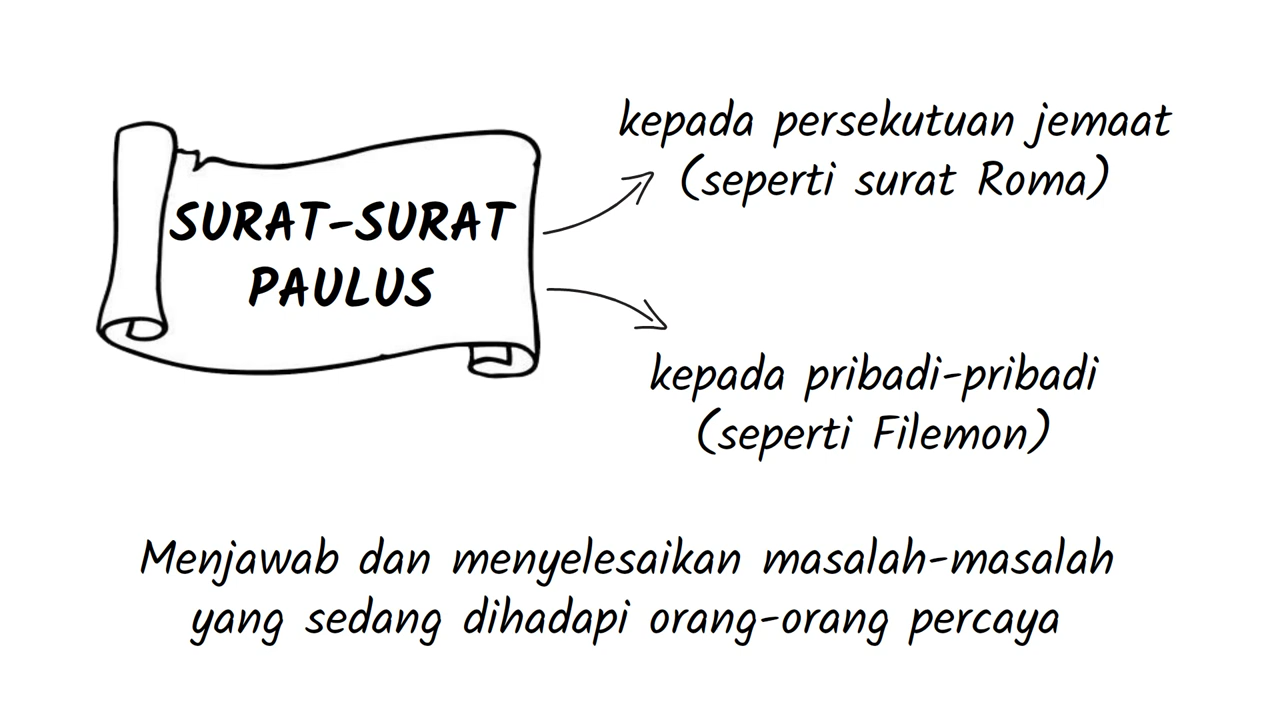 SURAT-SURAT
PAULUS
kepada persekutuan jemaat
(seperti surat Roma)
kepada pribadi-pribadi
(seperti Filemon)
Menjawab dan menyelesaikan masalah-masalah
yang sedang dihadapi orang-orang percaya